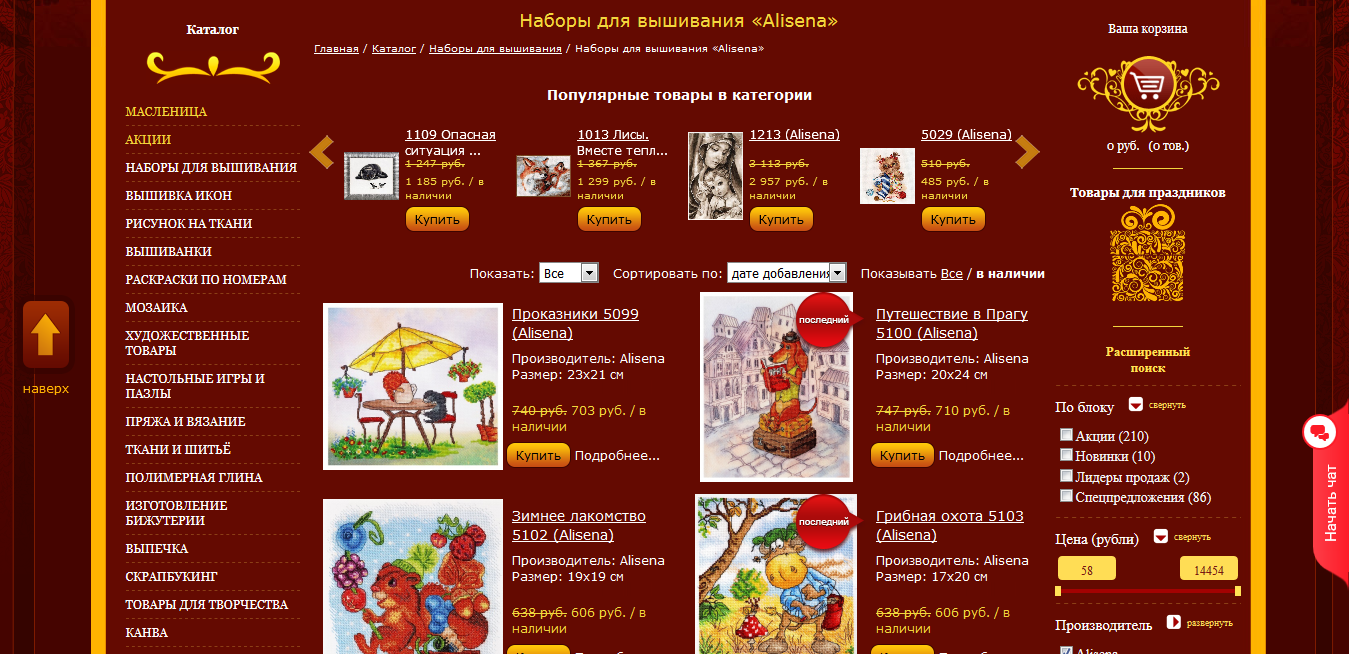 Каталог
МАСЛЕНИЦА
АКЦИИ
НАБОРЫ ДЛЯ ВЫШИВАНИЯ
ВЫШИВКА ИКОН
РИСУНОК НА ТКАНИ
ВЫШИВАНКИ
РАСКРАСКИ ПО НОМЕРАМ
МОЗАИКА
ХУДОЖЕСТВЕННЫЕ
ТОВАРЫ
НАСТОЛЬНЫЕ ИГРЫ И
ПАЗЛЫ
ПРЯЖА И ВЯЗАНИЕ
ТКАНИ И ШИТЬЁ
ПОЛИМЕРНАЯ ГЛИНА
ИЗГОТОВЛЕНИЕ
БИЖУТЕРИИ
ВЫПЕЧКА
СКРАПБУКИНГ
ТОВАРЫ ДЛЯ ТВОРЧЕСТВА
КАНВА
наверх
Наборы для вышивания «Alisena»
Главная / Каталог / Наборы для вышивания / Наборы для вышивания «Alisena»
Популярные товары в категории
1109 Опасная
ситуация ...
1 247 руб.
1 185 руб. / в
наличии
Купить
1013 Лисы.
Вместе тепл...
1 367 руб.
1 299 руб. / в
наличии
Купить
1213 (Alisena)
3 113 руб.
2 957 руб. / в
наличии
Купить
5029 (Alisena)
510 руб.
485 руб. / в
наличии
Купить
Показать: Все Сортировать по: дате добавления Показывать Все / в наличии
Проказники 5099
(Alisena)
Производитель: Alisena
Размер: 23x21 см
740 руб. 703 руб. / в
наличии
Купить Подробнее...
последний
Путешествие в Прагу
5100 (Alisena)
Производитель: Alisena
Размер: 20x24 см
747 руб. 710 руб. / в
наличии
Купить Подробнее...
Зимнее лакомство
5102 (Alisena)
Производитель: Alisena
Размер: 19x19 см
638 руб. 606 руб. / в
наличии
последний
Грибная охота 5103
(Alisena)
Производитель: Alisena
Размер: 17x20 см
638 руб. 606 руб. / в
наличии
Ваша корзина
0 руб. (0 тов.)
Товары для праздников
Расширенный
поиск
По блоку свернуть
Акции (210)
Новинки (10)
Лидеры продаж (2)
Спецпредложения (86)
Цена (рубли) свернуть
58 14454
Производитель развернуть
Alisena
Начать чат